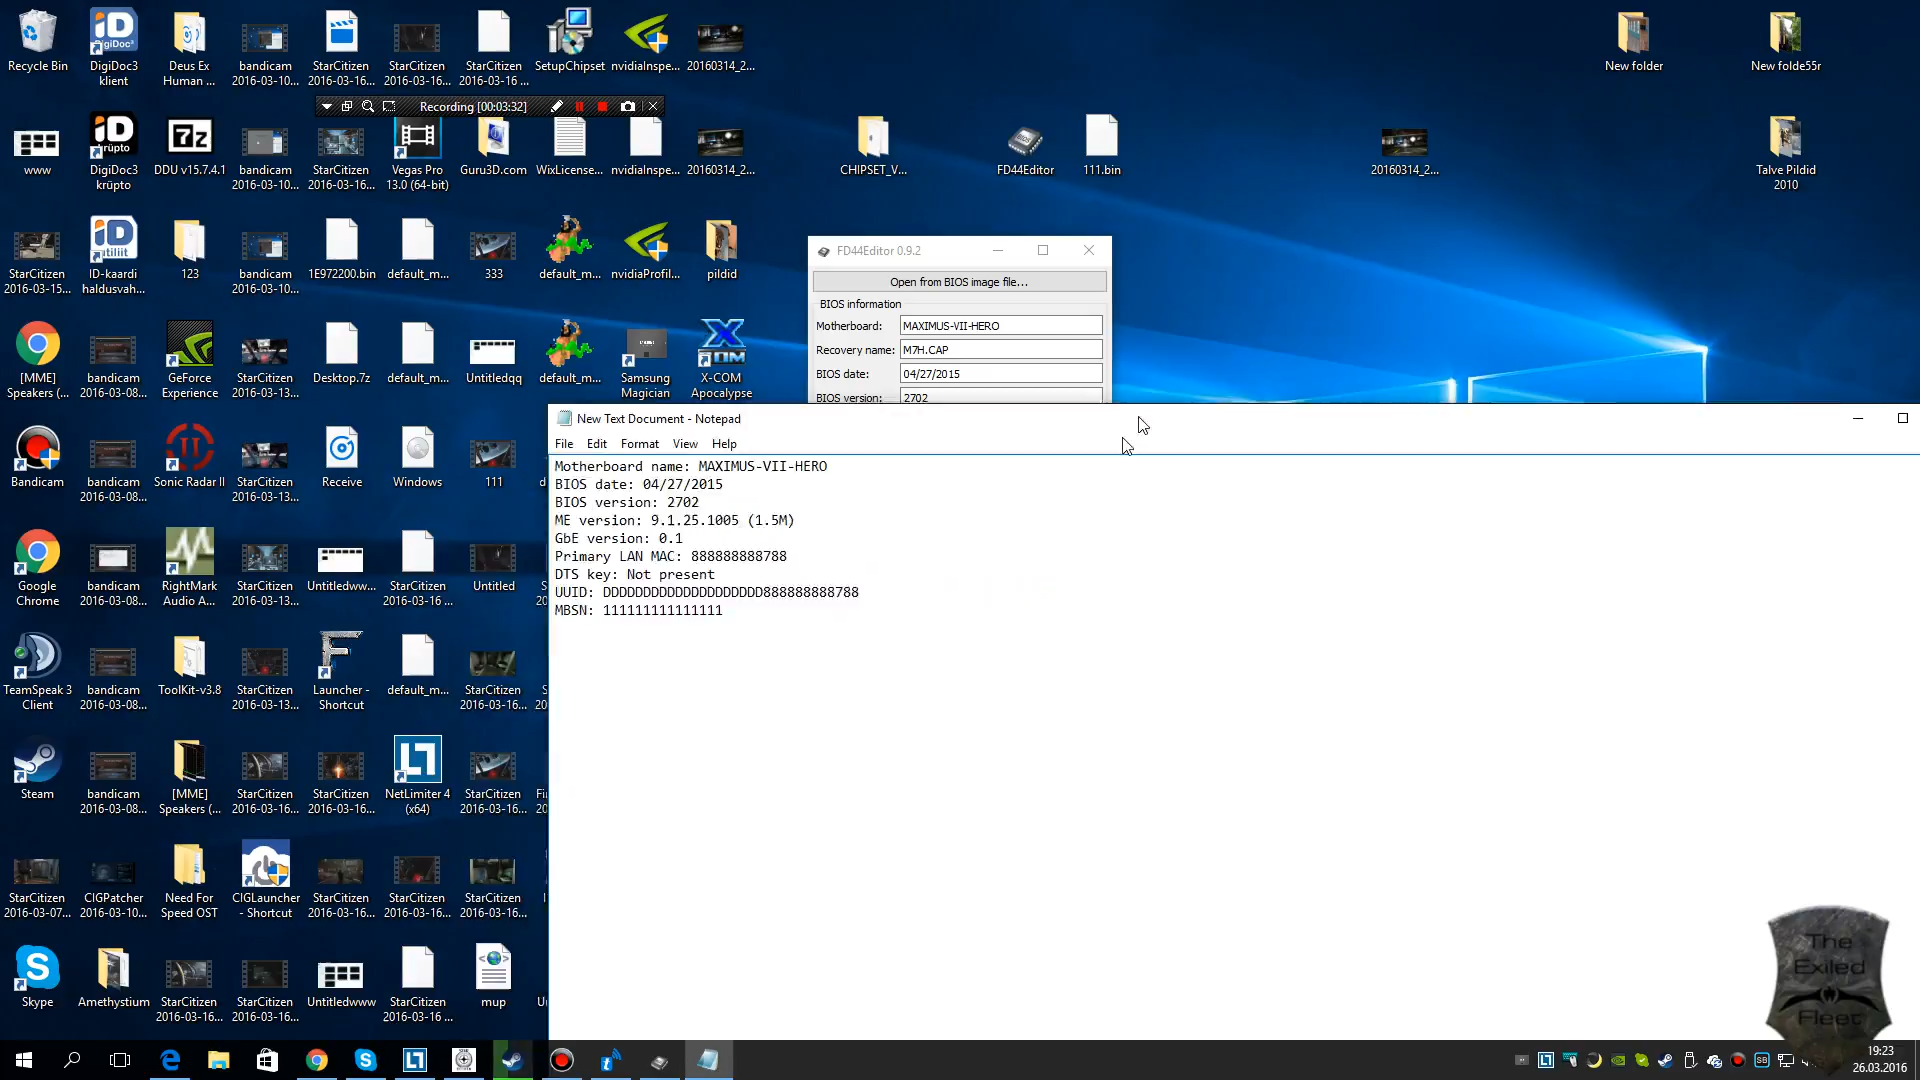 Recycle Bin
DigiDoc3
klient
Deus Ex
Human ...
bandicam
2016-03-10...
StarCitizen
2016-03-16...
StarCitizen
2016-03-16...
StarCitizen
2016-03-16 ...
SetupChipset
nvidiaInspe...
20160314_2...
New folder
New folde55r
Recording [00:03:32]
www
DigiDoc3
krüpto
DDU v15.7.4.1
bandicam
2016-03-10...
StarCitizen
2016-03-16...
Vegas Pro
13.0 (64-bit)
Guru3D.com
WixLicense...
nvidiaInspe...
20160314_2...
CHIPSET_V...
FD44Editor
111.bin
20160314_2...
Talve Pildid
2010
StarCitizen
2016-03-15...
ID-kaardi
haldusvah...
123
bandicam
2016-03-10...
1E972200.bin
default_m...
333
default_m...
nvidiaProfil...
pildid
FD44Editor 0.9.2
Open from BIOS image file...
BIOS information
Motherboard: MAXIMUS-VII-HERO
Recovery name: M7H.CAP
BIOS date: 04/27/2015
BIOS version: 2702
[MME]
Speakers (...
bandicam
2016-03-08...
GeForce
Experience
StarCitizen
2016-03-13...
Desktop.7z
default_m...
Untitledqq
default_m...
Samsung
Magician
X-COM
Apocalypse
New Text Document - Notepad
File Edit Format View Help
Motherboard name: MAXIMUS-VII-HERO
BIOS date: 04/27/2015
BIOS version: 2702
ME version: 9.1.25.1005 (1.5M)
GbE version: 0.1
Primary LAN MAC: 888888888788
DTS key: Not present
UUID: DDDDDDDDDDDDDDDDDDDD888888888788
MBSN: 111111111111111
Bandicam
bandicam
2016-03-08...
Sonic Radar II
StarCitizen
2016-03-13...
Receive
Windows
111
Google
Chrome
bandicam
2016-03-08...
RightMark
Audio A...
StarCitizen
2016-03-13...
Untitledww...
StarCitizen
2016-03-16 ...
Untitled
TeamSpeak 3
Client
bandicam
2016-03-08...
ToolKit-v3.8
StarCitizen
2016-03-13...
Launcher -
Shortcut
default_m...
StarCitizen
2016-03-16...
Steam
bandicam
2016-03-08...
[MME]
Speakers (...
StarCitizen
2016-03-16...
StarCitizen
2016-03-16...
NetLimiter 4
(x64)
StarCitizen
2016-03-16...
StarCitizen
2016-03-07...
CIGPatcher
2016-03-10...
Need For
Speed OST
CIGLauncher
- Shortcut
StarCitizen
2016-03-16...
StarCitizen
2016-03-16...
StarCitizen
2016-03-16...
Skype
Amethystium
StarCitizen
2016-03-16...
StarCitizen
2016-03-16...
Untitledwww
StarCitizen
2016-03-16 ...
mup
The
Exiled
Fleet
19:23
26.03.2016